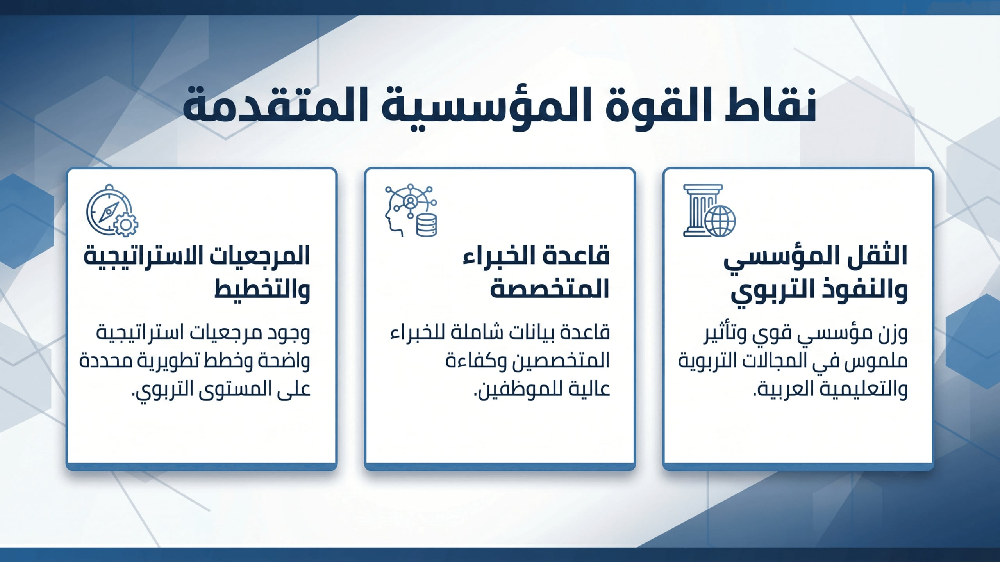 نقاط القوة المؤسسية المتقدمة
الثقل المؤسسي
والنفوذ التربوي
وزن مؤسسي قوي وتأثير
ملموس في المجالات التربوية
والتعليمية العربية.
قاعدة الخبراء
المتخصصة
قاعدة بيانات شاملة للخبراء
المتخصصين وكفاءة
عالية للموظفين.
المرجعيات الاستراتيجية
والتخطيط
وجود مرجعيات استراتيجية
واضحة وخطط تطويرية محددة
على المستوى التربوي.